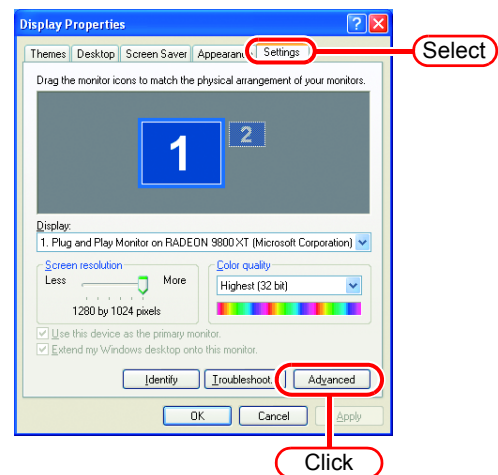 Display Properties
Themes Desktop Screen Saver Appearance Settings
Select
Drag the monitor icons to match the physical arrangement of your monitors.
1 2
Display:
1. Plug and Play Monitor on RADEON 9800 XT (Microsoft Corporation)
Screen resolution
Less More
1280 by 1024 pixels
Color quality
Highest (32 bit)
Use this device as the primary monitor.
Extend my Windows desktop onto this monitor.
Identify Troubleshoot. Advanced
OK Cancel Apply
Click